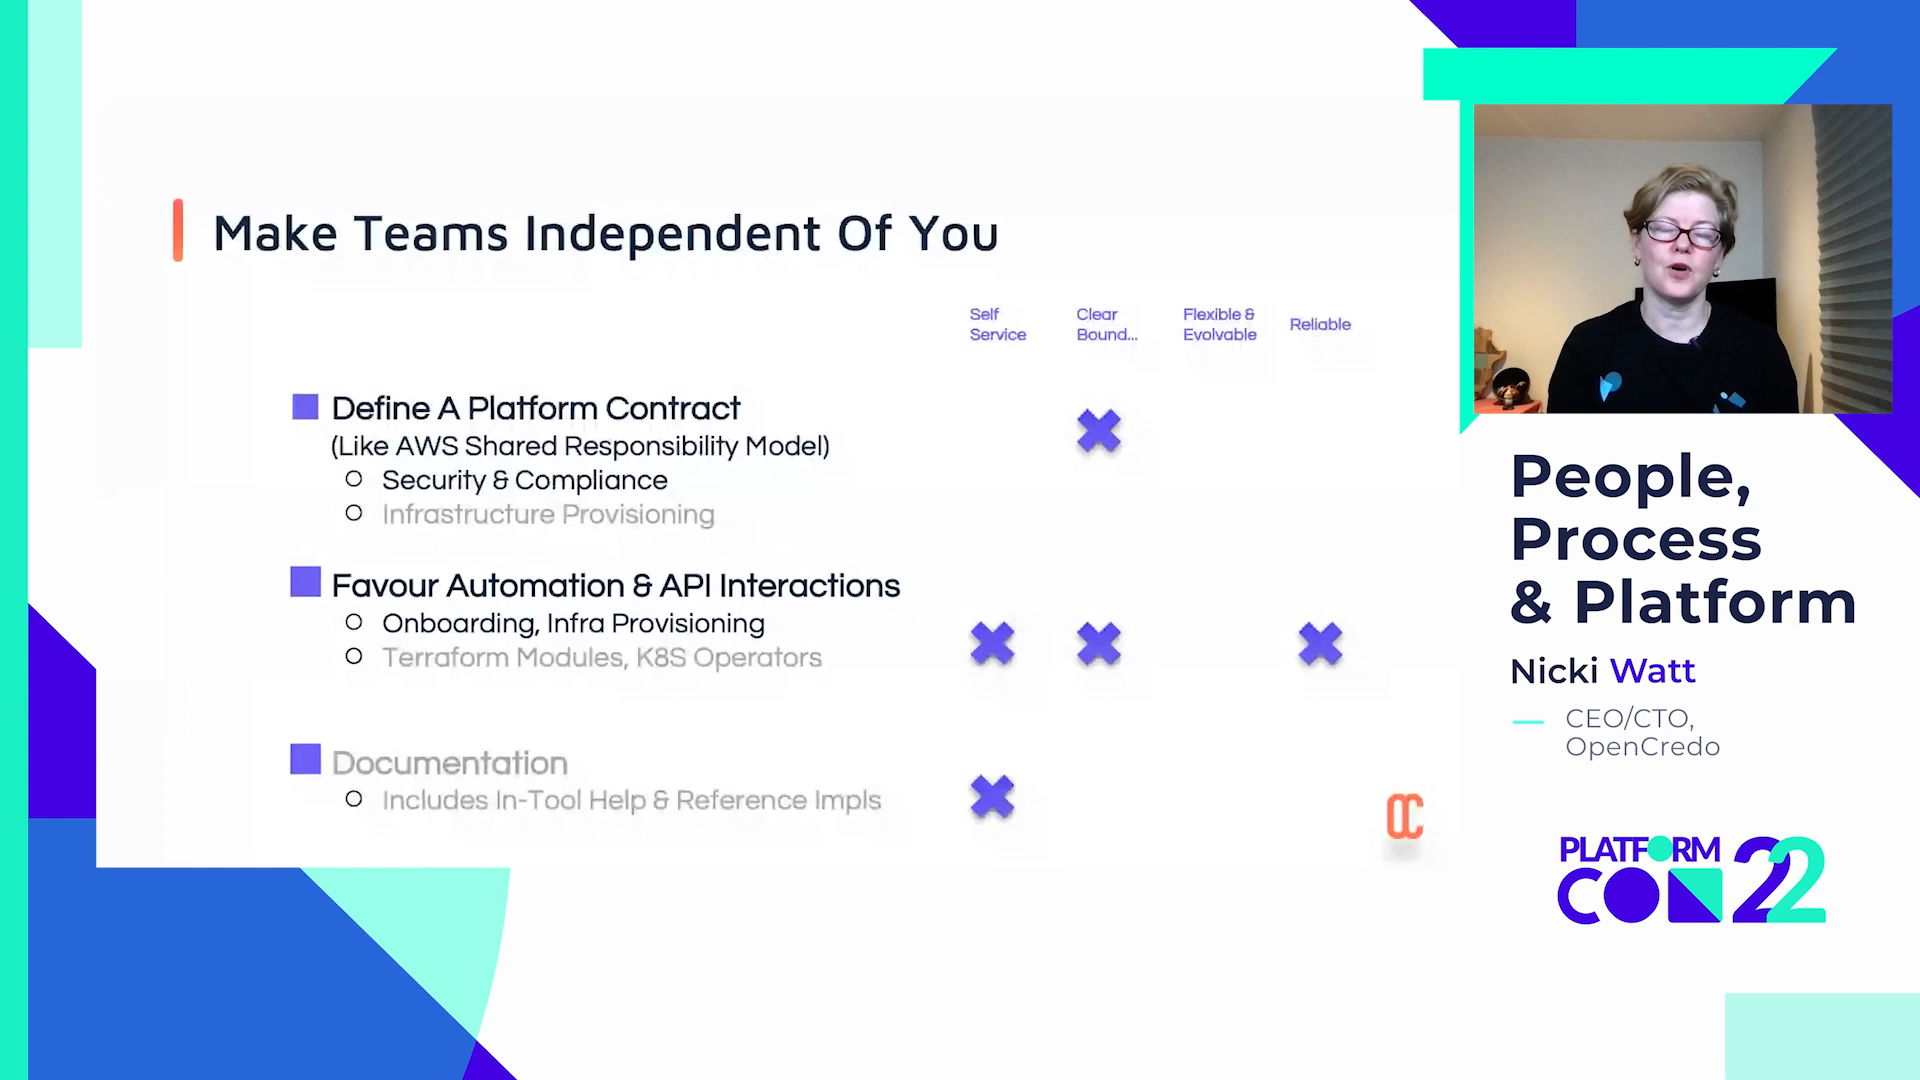 Make Teams Independent Of You
Self Service
Clear Bound...
Flexible & Evolvable
Reliable
Define A Platform Contract
(Like AWS Shared Responsibility Model)
Security & Compliance
Infrastructure Provisioning
Favour Automation & API Interactions
Onboarding, Infra Provisioning
Terraform Modules, K8S Operators
Documentation
Includes In-Tool Help & Reference Impls
OC
People,
Process
& Platform
Nicki Watt
CEO/CTO,
OpenCredo
PLATFORM
CON 22